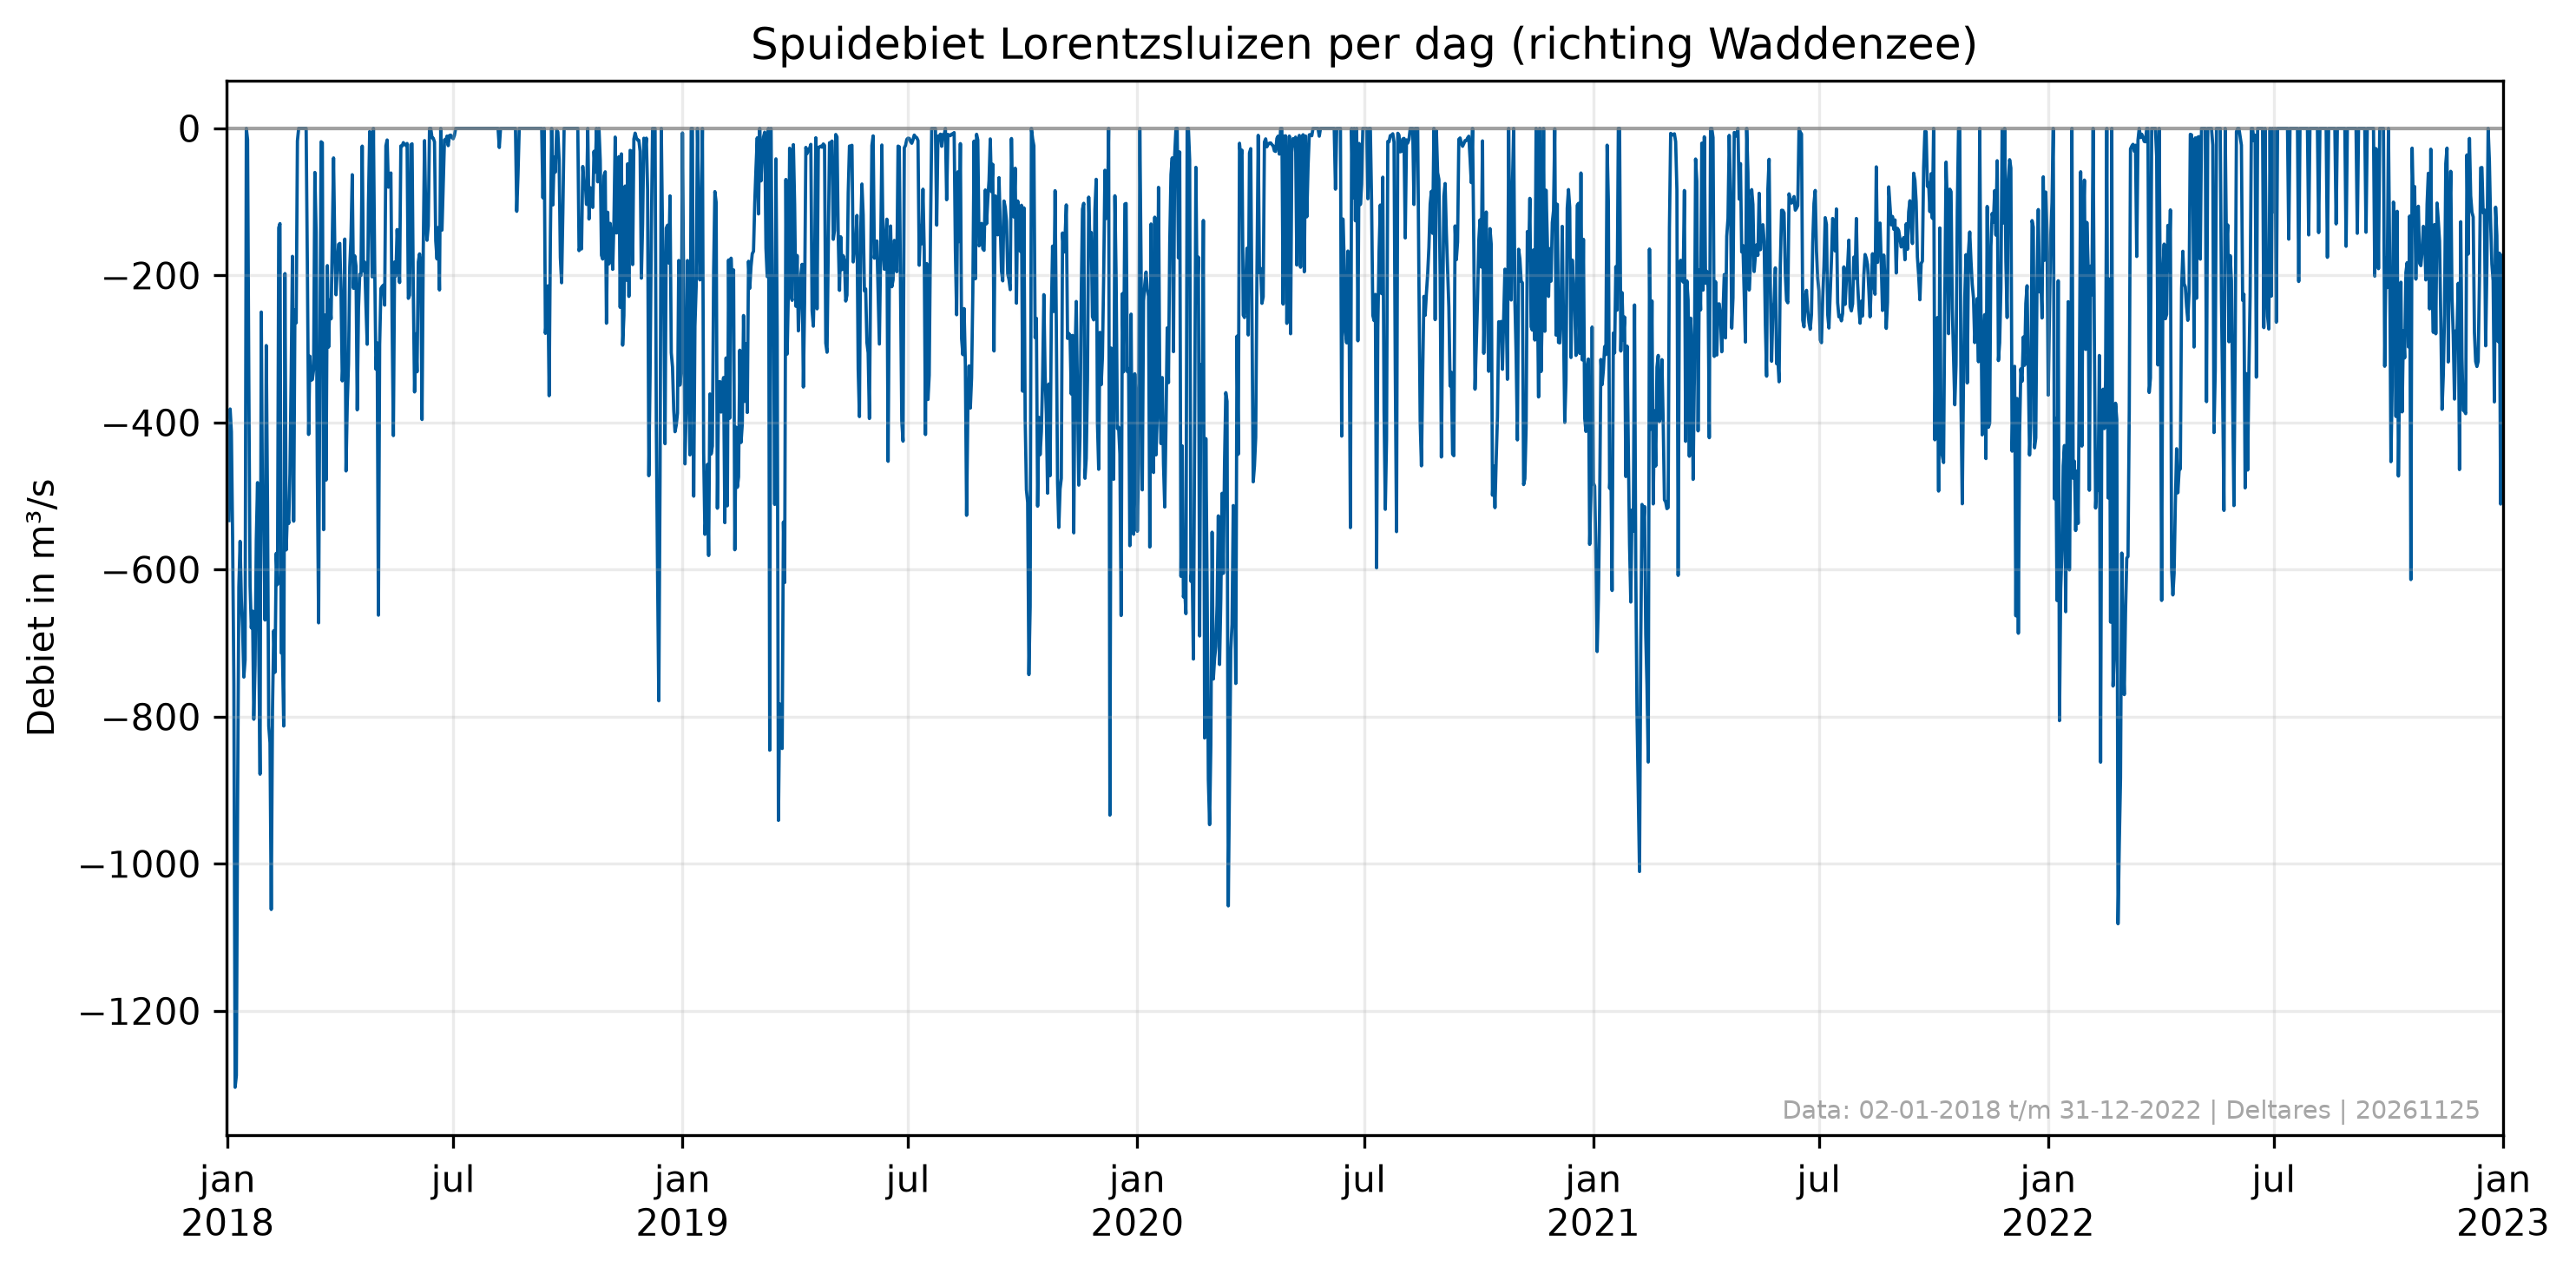 Spuidebiet Lorentzsluizen per dag (richting Waddenzee)
Debiet in m³/s
0
−200
−400
−600
−800
−1000
−1200
Data: 02-01-2018 t/m 31-12-2022 | Deltares | 20261125
jan jul jan jul jan jul jan jul jan jul jan
2018 2019 2020 2021 2022 2023